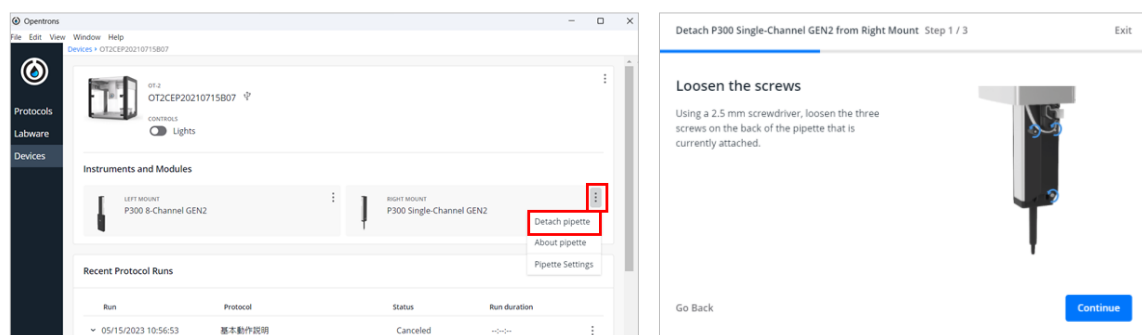 Opentrons
File Edit View Window Help
Devices > OT2CEP20210715B07
Protocols
Labware
Devices
OT-2
OT2CEP20210715B07
CONTROLS
Lights
Instruments and Modules
LEFT MOUNT
P300 8-Channel GEN2
RIGHT MOUNT
P300 Single-Channel GEN2
Detach pipette
About pipette
Pipette Settings
Recent Protocol Runs
Run Protocol Status Run duration
05/15/2023 10:56:53 基本動作説明 Canceled --:--:--
Detach P300 Single-Channel GEN2 from Right Mount Step 1 / 3 Exit
Loosen the screws
Using a 2.5 mm screwdriver, loosen the three
screws on the back of the pipette that is
currently attached.
Go Back Continue